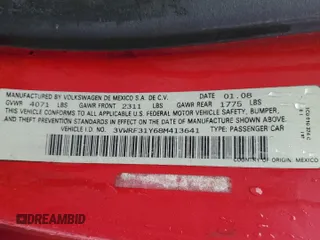 MANUFACTURED BY VOLKSWAGEN DE MEXICO S.A. DE C.V. 01.08
GVWR 4071 LBS GAWR FRONT 2311 LBS GAWR REAR 1775 LBS
THIS VEHICLE CONFORMS TO ALL APPLICABLE U.S. FEDERAL MOTOR VEHICLE SAFETY, BUMPER,
AND THEFT PREVENTION STANDARDS IN EFFECT ON THE DATE OF MANUFACTURE SHOWN ABOVE.
VEHICLE I.D. NO.: 3VWRF31Y68M413641 TYPE: PASSENGER CAR
COUNTRY OF ORIGIN: MEXICO
DREAMBID